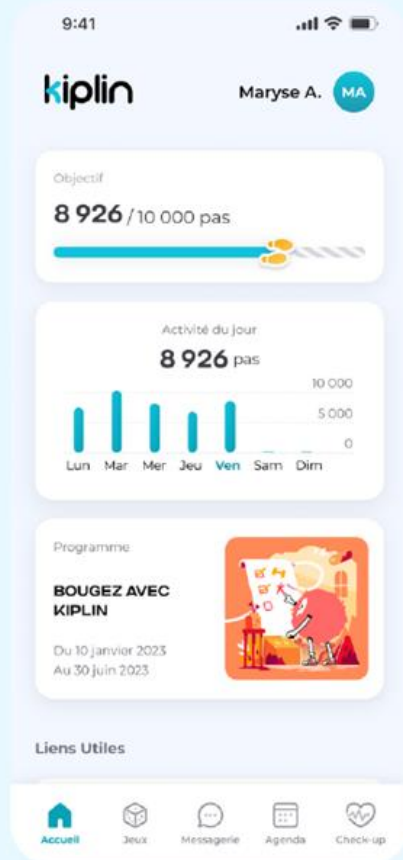 9:41
kiplin
Maryse A. MA
Objectif
8 926 / 10 000 pas
Activité du jour
8 926 pas
10 000
5 000
0
Lun Mar Mer Jeu Ven Sam Dim
Programme
BOUGEZ AVEC
KIPLIN
Du 10 janvier 2023
Au 30 juin 2023
Liens Utiles
Accueil Jeux Messagerie Agenda Check-up